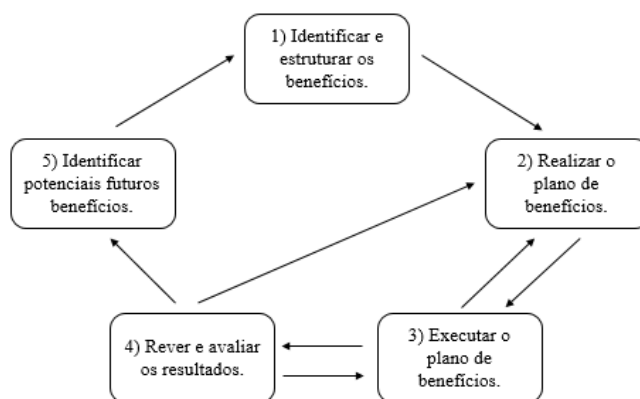 1) Identificar e
estruturar os
benefícios.
5) Identificar
potenciais futuros
benefícios.
2) Realizar o
plano de
benefícios.
4) Rever e avaliar
os resultados.
3) Executar o
plano de
benefícios.